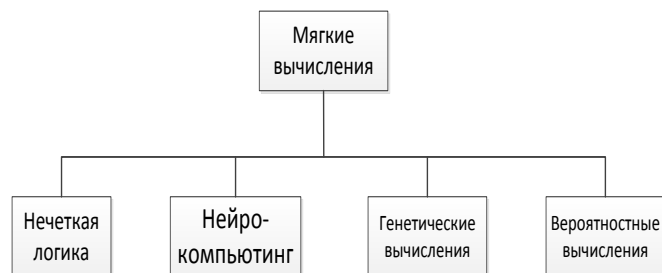 Мягкие
вычисления
Нечеткая
логика
Нейро-
компьютинг
Генетические
вычисления
Вероятностные
вычисления